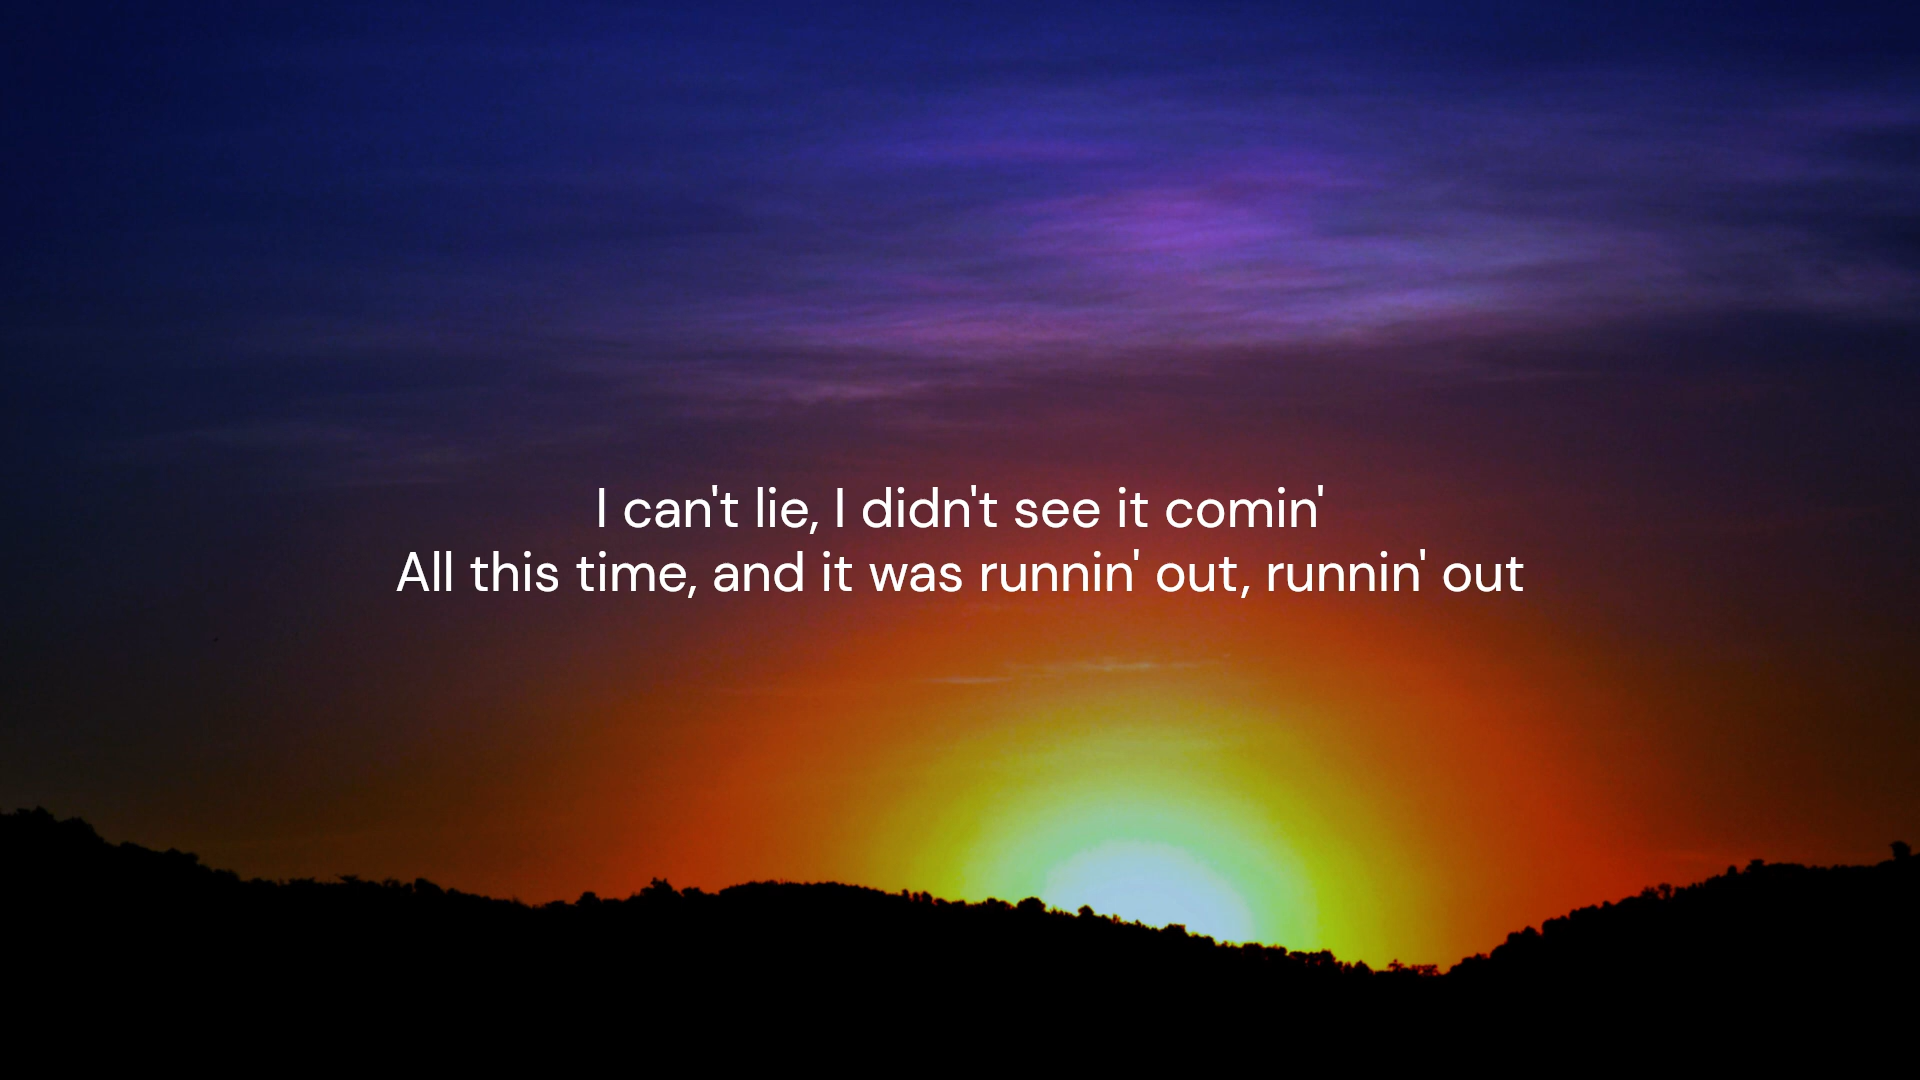 I can't lie, I didn't see it comin'
All this time, and it was runnin' out, runnin' out